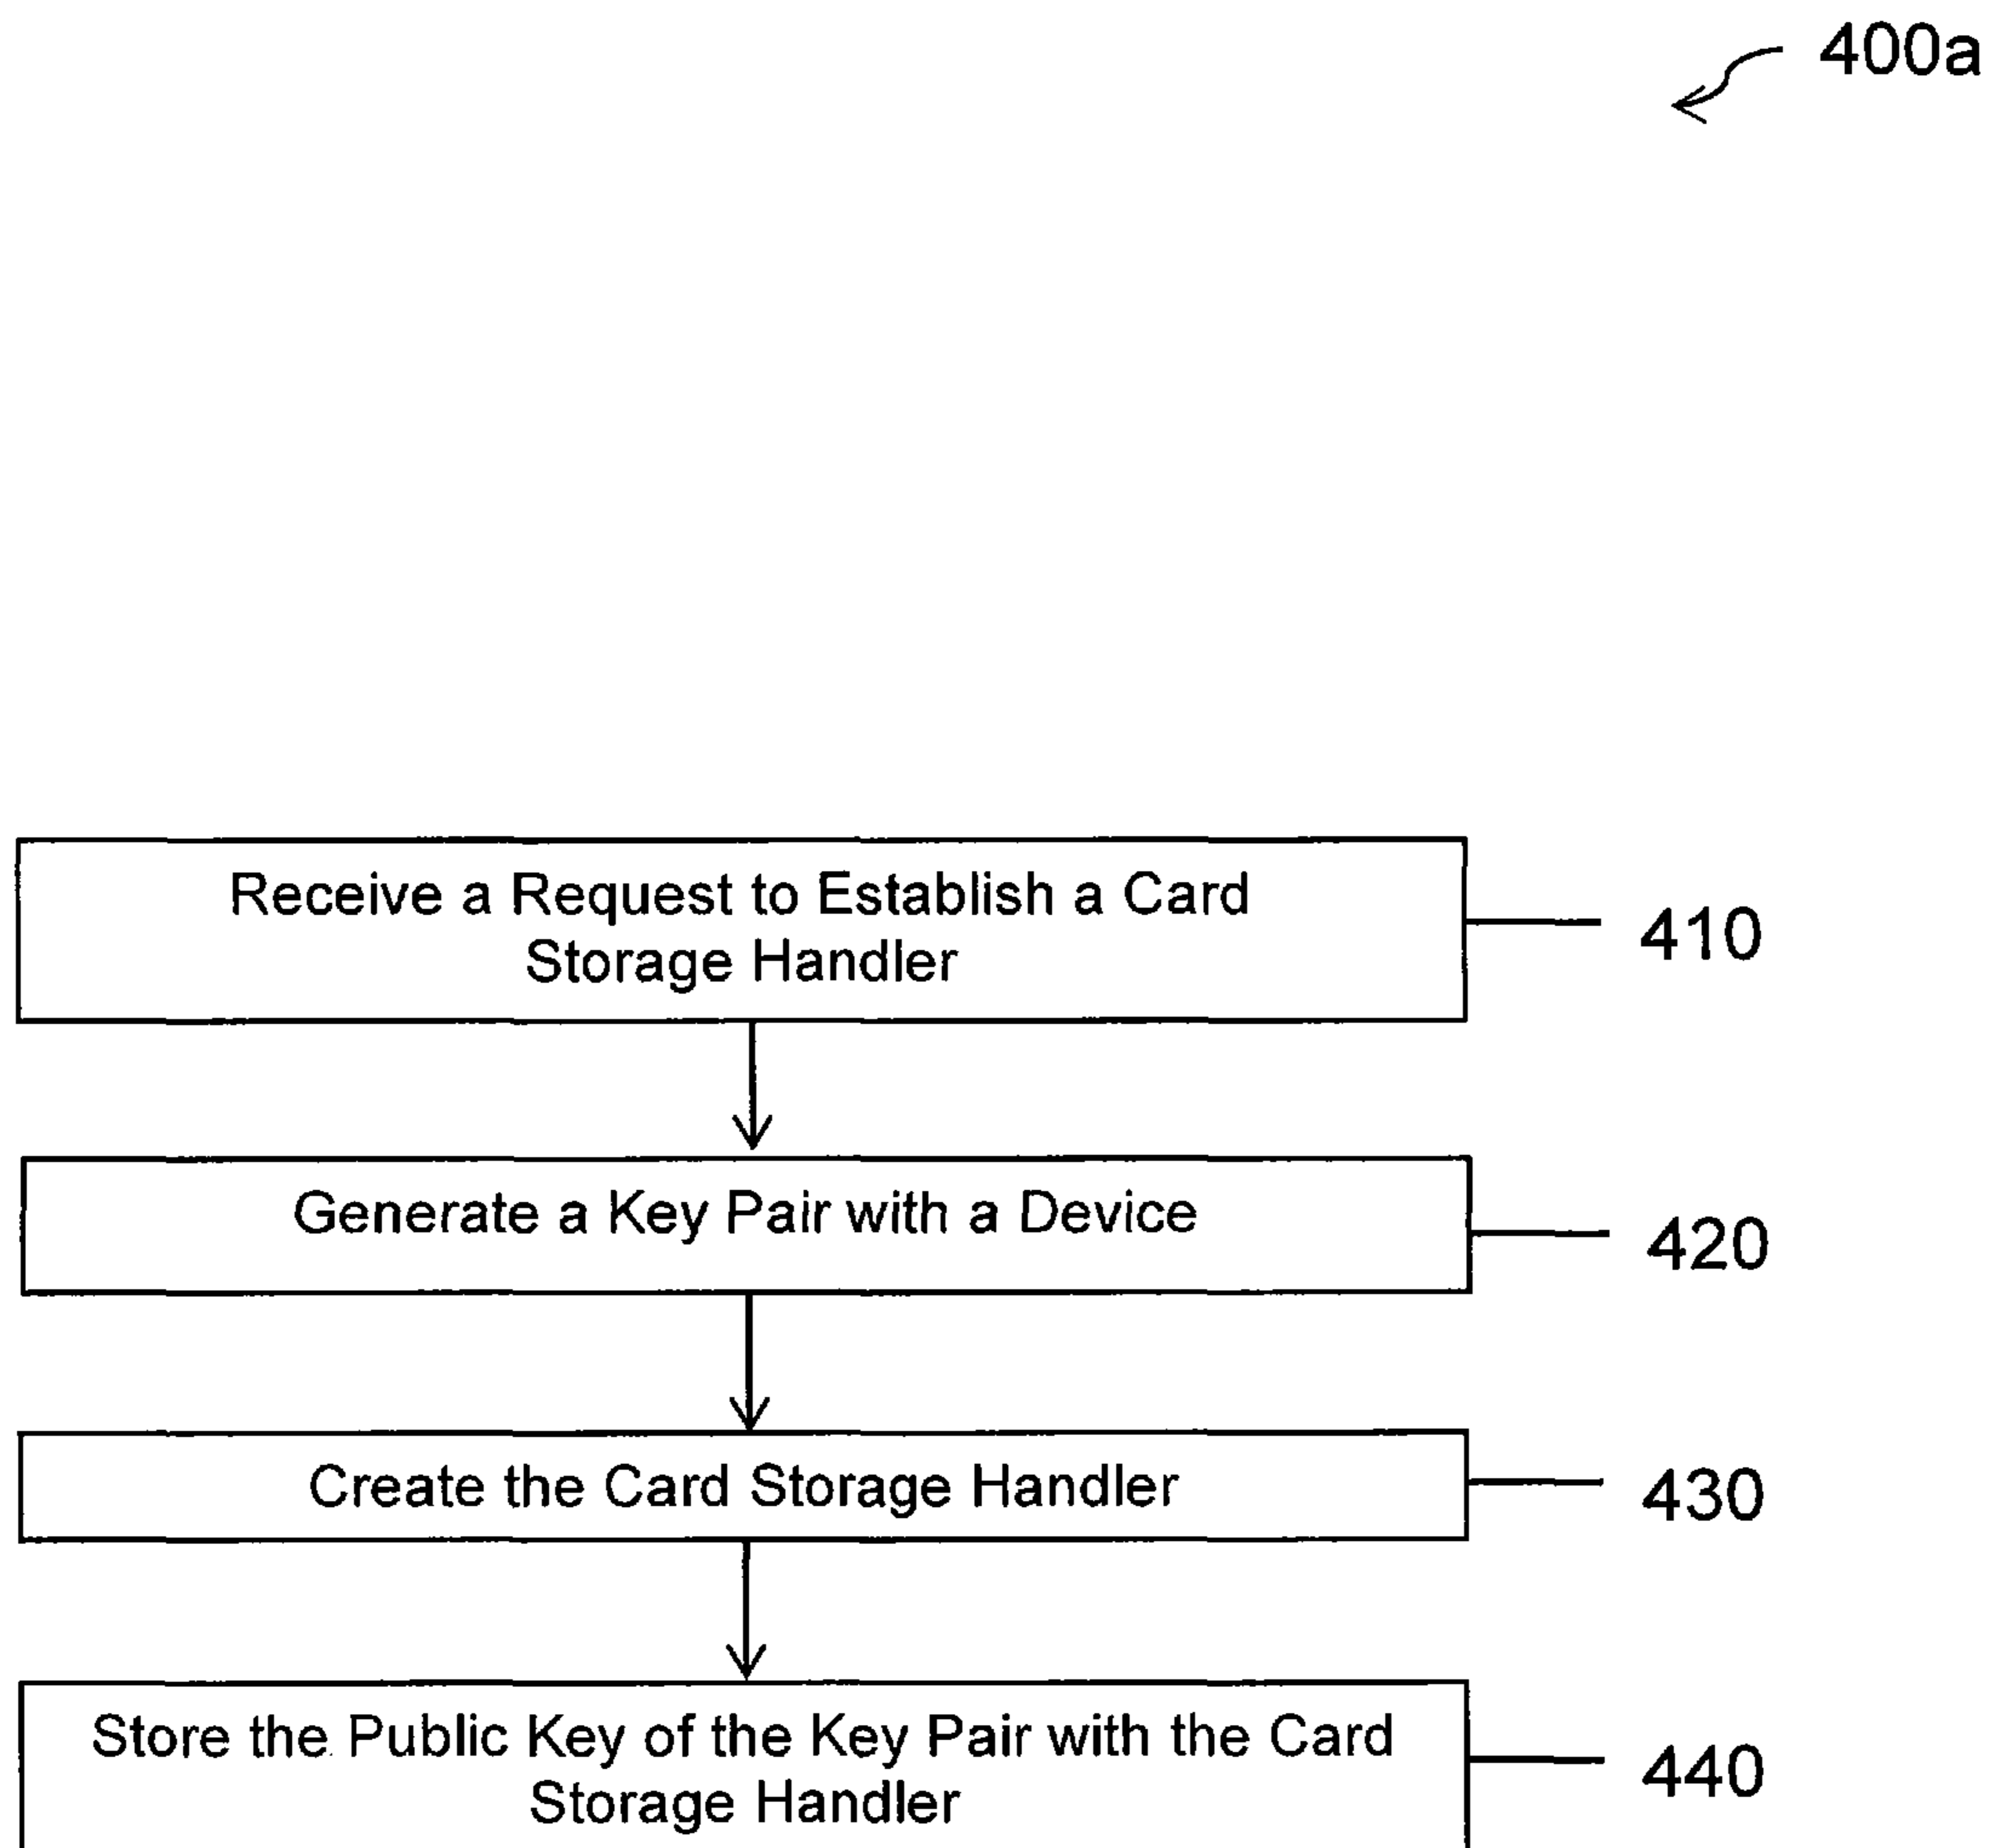 400a
Receive a Request to Establish a Card
Storage Handler
410
Generate a Key Pair with a Device
420
Create the Card Storage Handler
430
Store the Public Key of the Key Pair with the Card
Storage Handler
440